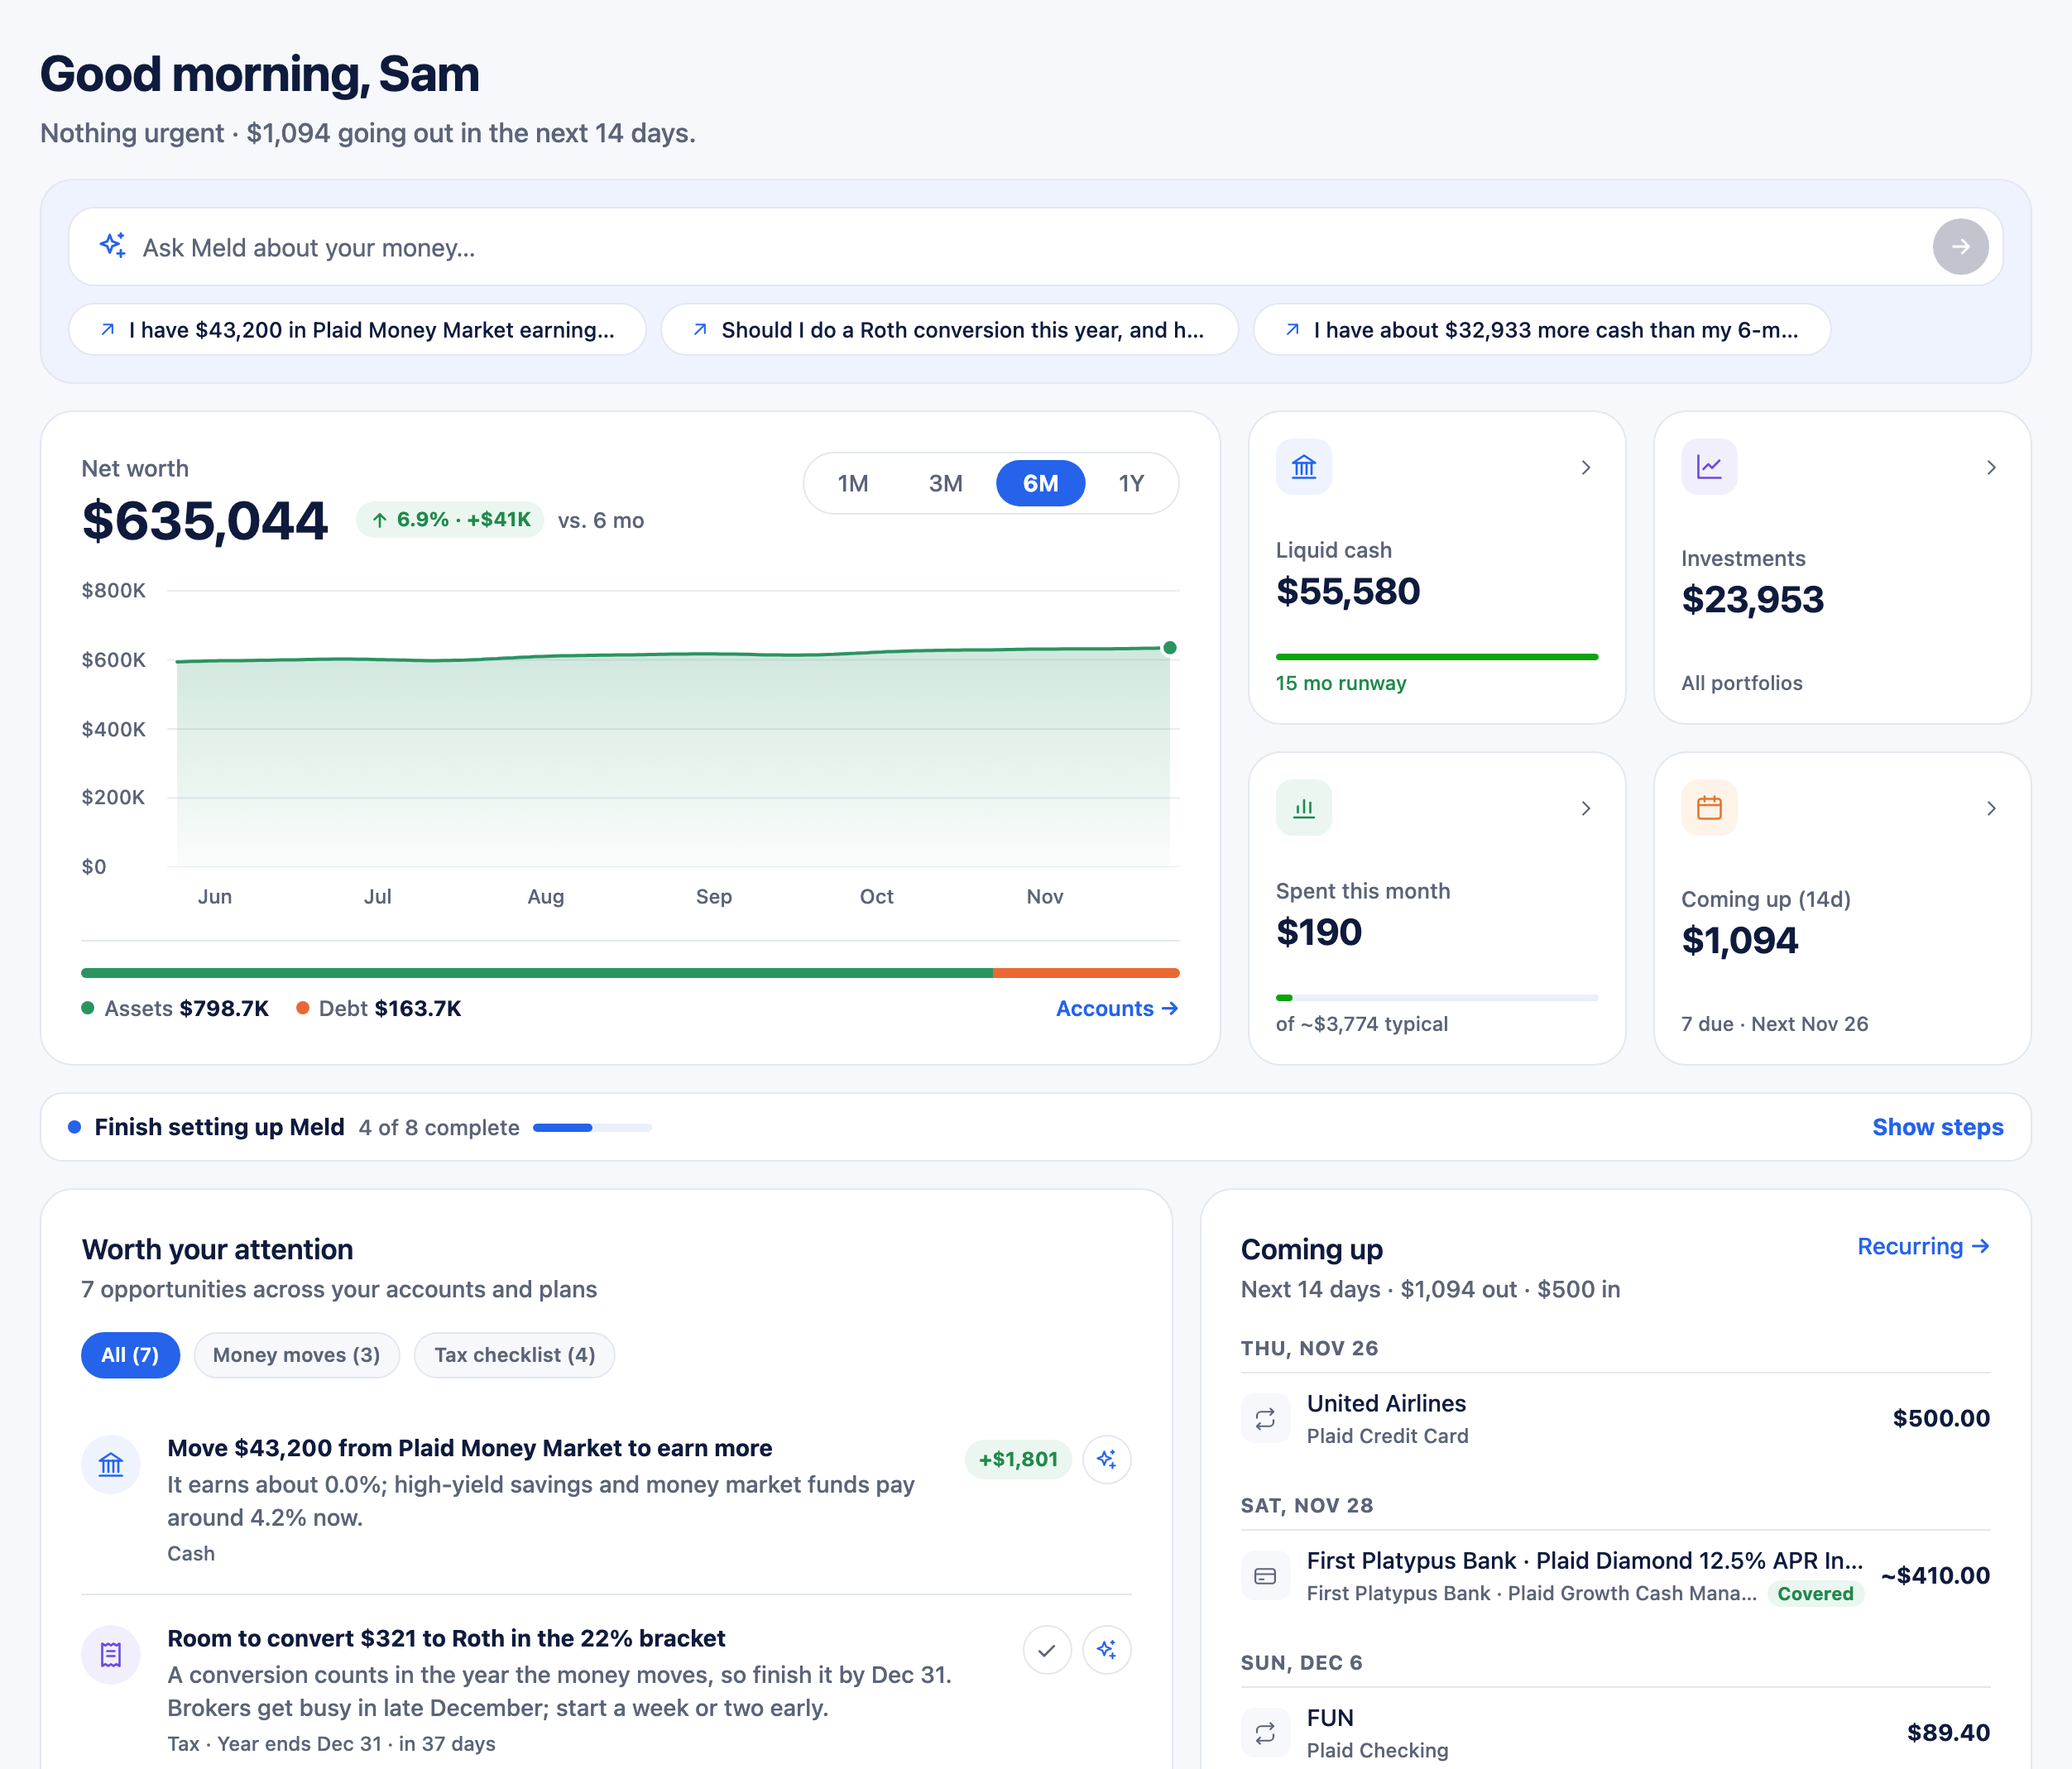 Good morning, Sam
Nothing urgent · $1,094 going out in the next 14 days.
Ask Meld about your money...
I have $43,200 in Plaid Money Market earning...
Should I do a Roth conversion this year, and h...
I have about $32,933 more cash than my 6-m...
Net worth
$635,044
↑ 6.9% · +$41K
vs. 6 mo
1M
3M
6M
1Y
$800K
$600K
$400K
$200K
$0
Jun
Jul
Aug
Sep
Oct
Nov
Assets $798.7K
Debt $163.7K
Accounts →
Liquid cash
$55,580
15 mo runway
Investments
$23,953
All portfolios
Spent this month
$190
of ~$3,774 typical
Coming up (14d)
$1,094
7 due · Next Nov 26
Finish setting up Meld
4 of 8 complete
Show steps
Worth your attention
7 opportunities across your accounts and plans
All (7)
Money moves (3)
Tax checklist (4)
Move $43,200 from Plaid Money Market to earn more
It earns about 0.0%; high-yield savings and money market funds pay
around 4.2% now.
Cash
+$1,801
Room to convert $321 to Roth in the 22% bracket
A conversion counts in the year the money moves, so finish it by Dec 31.
Brokers get busy in late December; start a week or two early.
Tax · Year ends Dec 31 · in 37 days
Coming up
Recurring →
Next 14 days · $1,094 out · $500 in
THU, NOV 26
United Airlines
Plaid Credit Card
$500.00
SAT, NOV 28
First Platypus Bank · Plaid Diamond 12.5% APR In...
First Platypus Bank · Plaid Growth Cash Mana...
Covered
~$410.00
SUN, DEC 6
FUN
Plaid Checking
$89.40